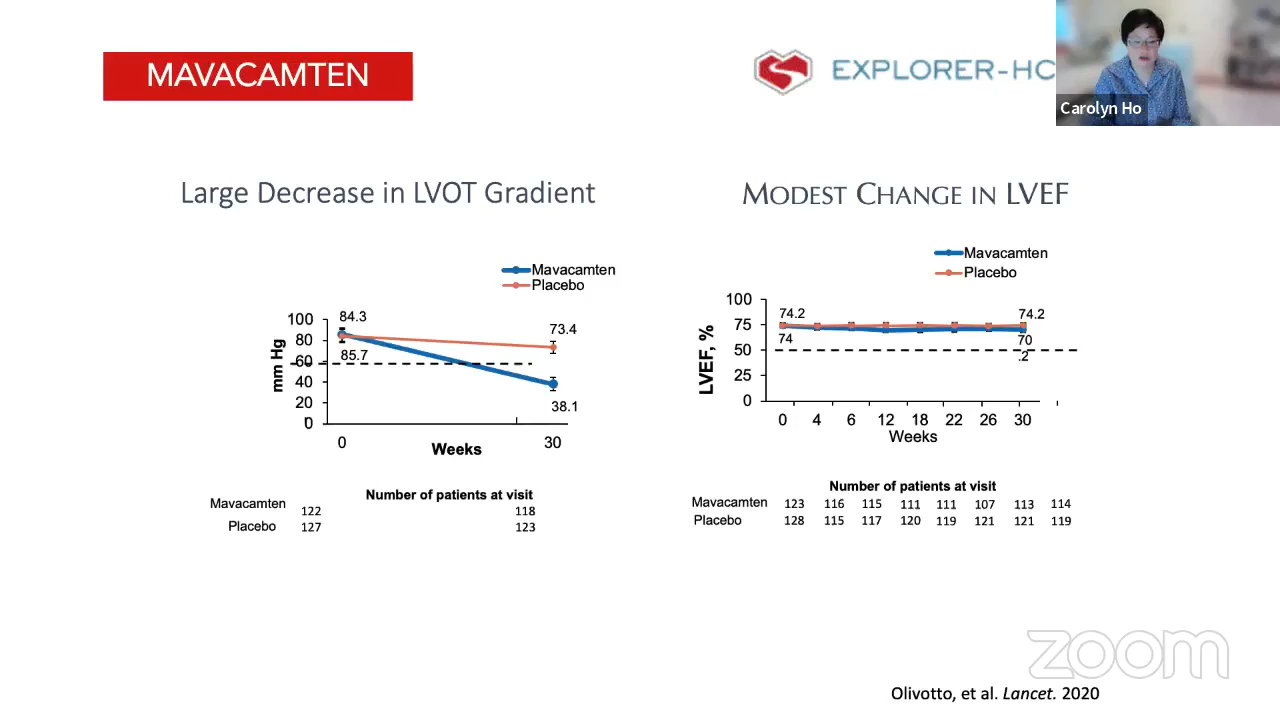 MAVACAMTEN
EXPLORER-HC
Carolyn Ho
Large Decrease in LVOT Gradient
Mavacamten
Placebo
mm Hg
100
80
60
40
20
0
84.3
85.7
73.4
38.1
0
30
Weeks
Number of patients at visit
Mavacamten 122 118
Placebo 127 123
MODEST CHANGE IN LVEF
Mavacamten
Placebo
LVEF, %
100
75
50
25
0
74.2
74
74.2
70
.2
0 4 6 12 18 22 26 30
Weeks
Number of patients at visit
Mavacamten 123 116 115 111 111 107 113 114
Placebo 128 115 117 120 119 121 121 119
zoom
Olivotto, et al. Lancet. 2020